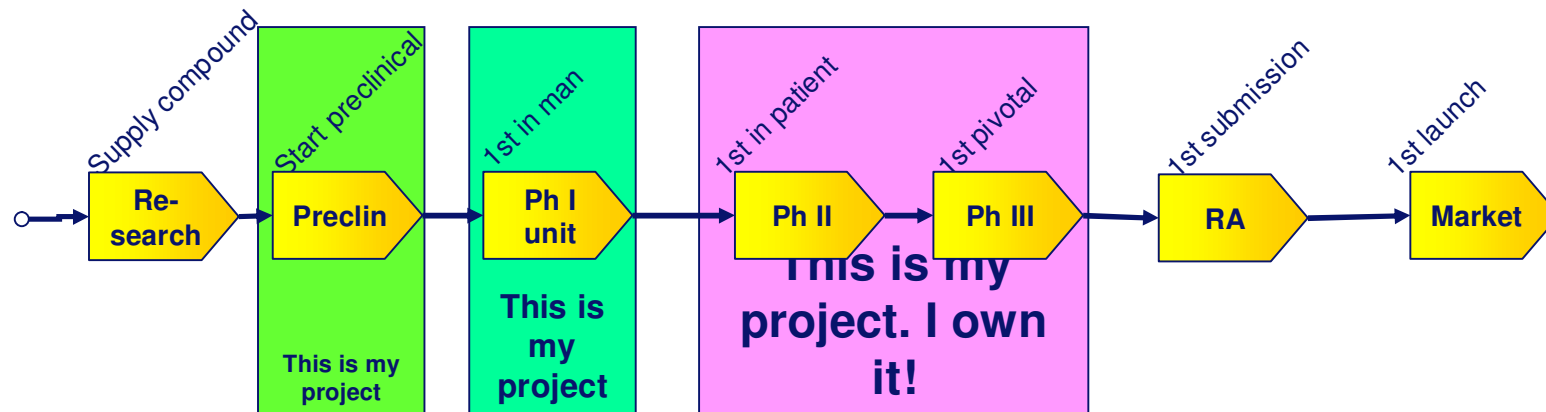 Supply compound
Start preclinical
1st in man
1st in patient
1st pivotal
1st submission
1st launch
Re-
search
Preclin
Ph I
unit
Ph II
Ph III
RA
Market
This is my
project
This is
my
project
This is my
project. I own
it!